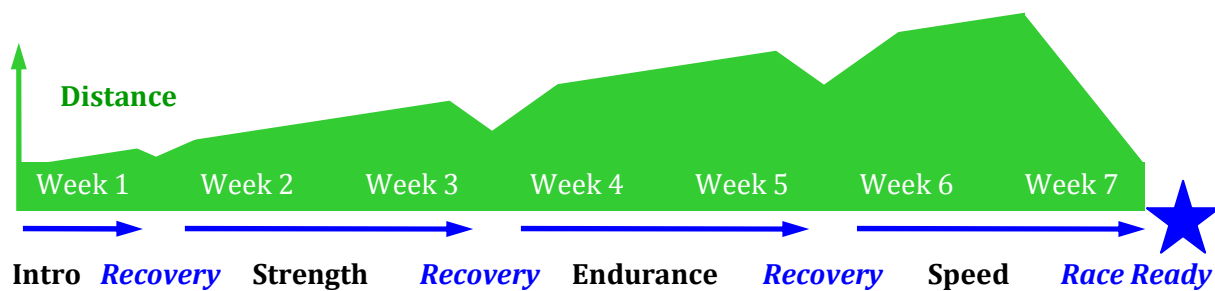 Distance
Week 1 Week 2 Week 3 Week 4 Week 5 Week 6 Week 7
Intro Recovery Strength Recovery Endurance Recovery Speed Race Ready